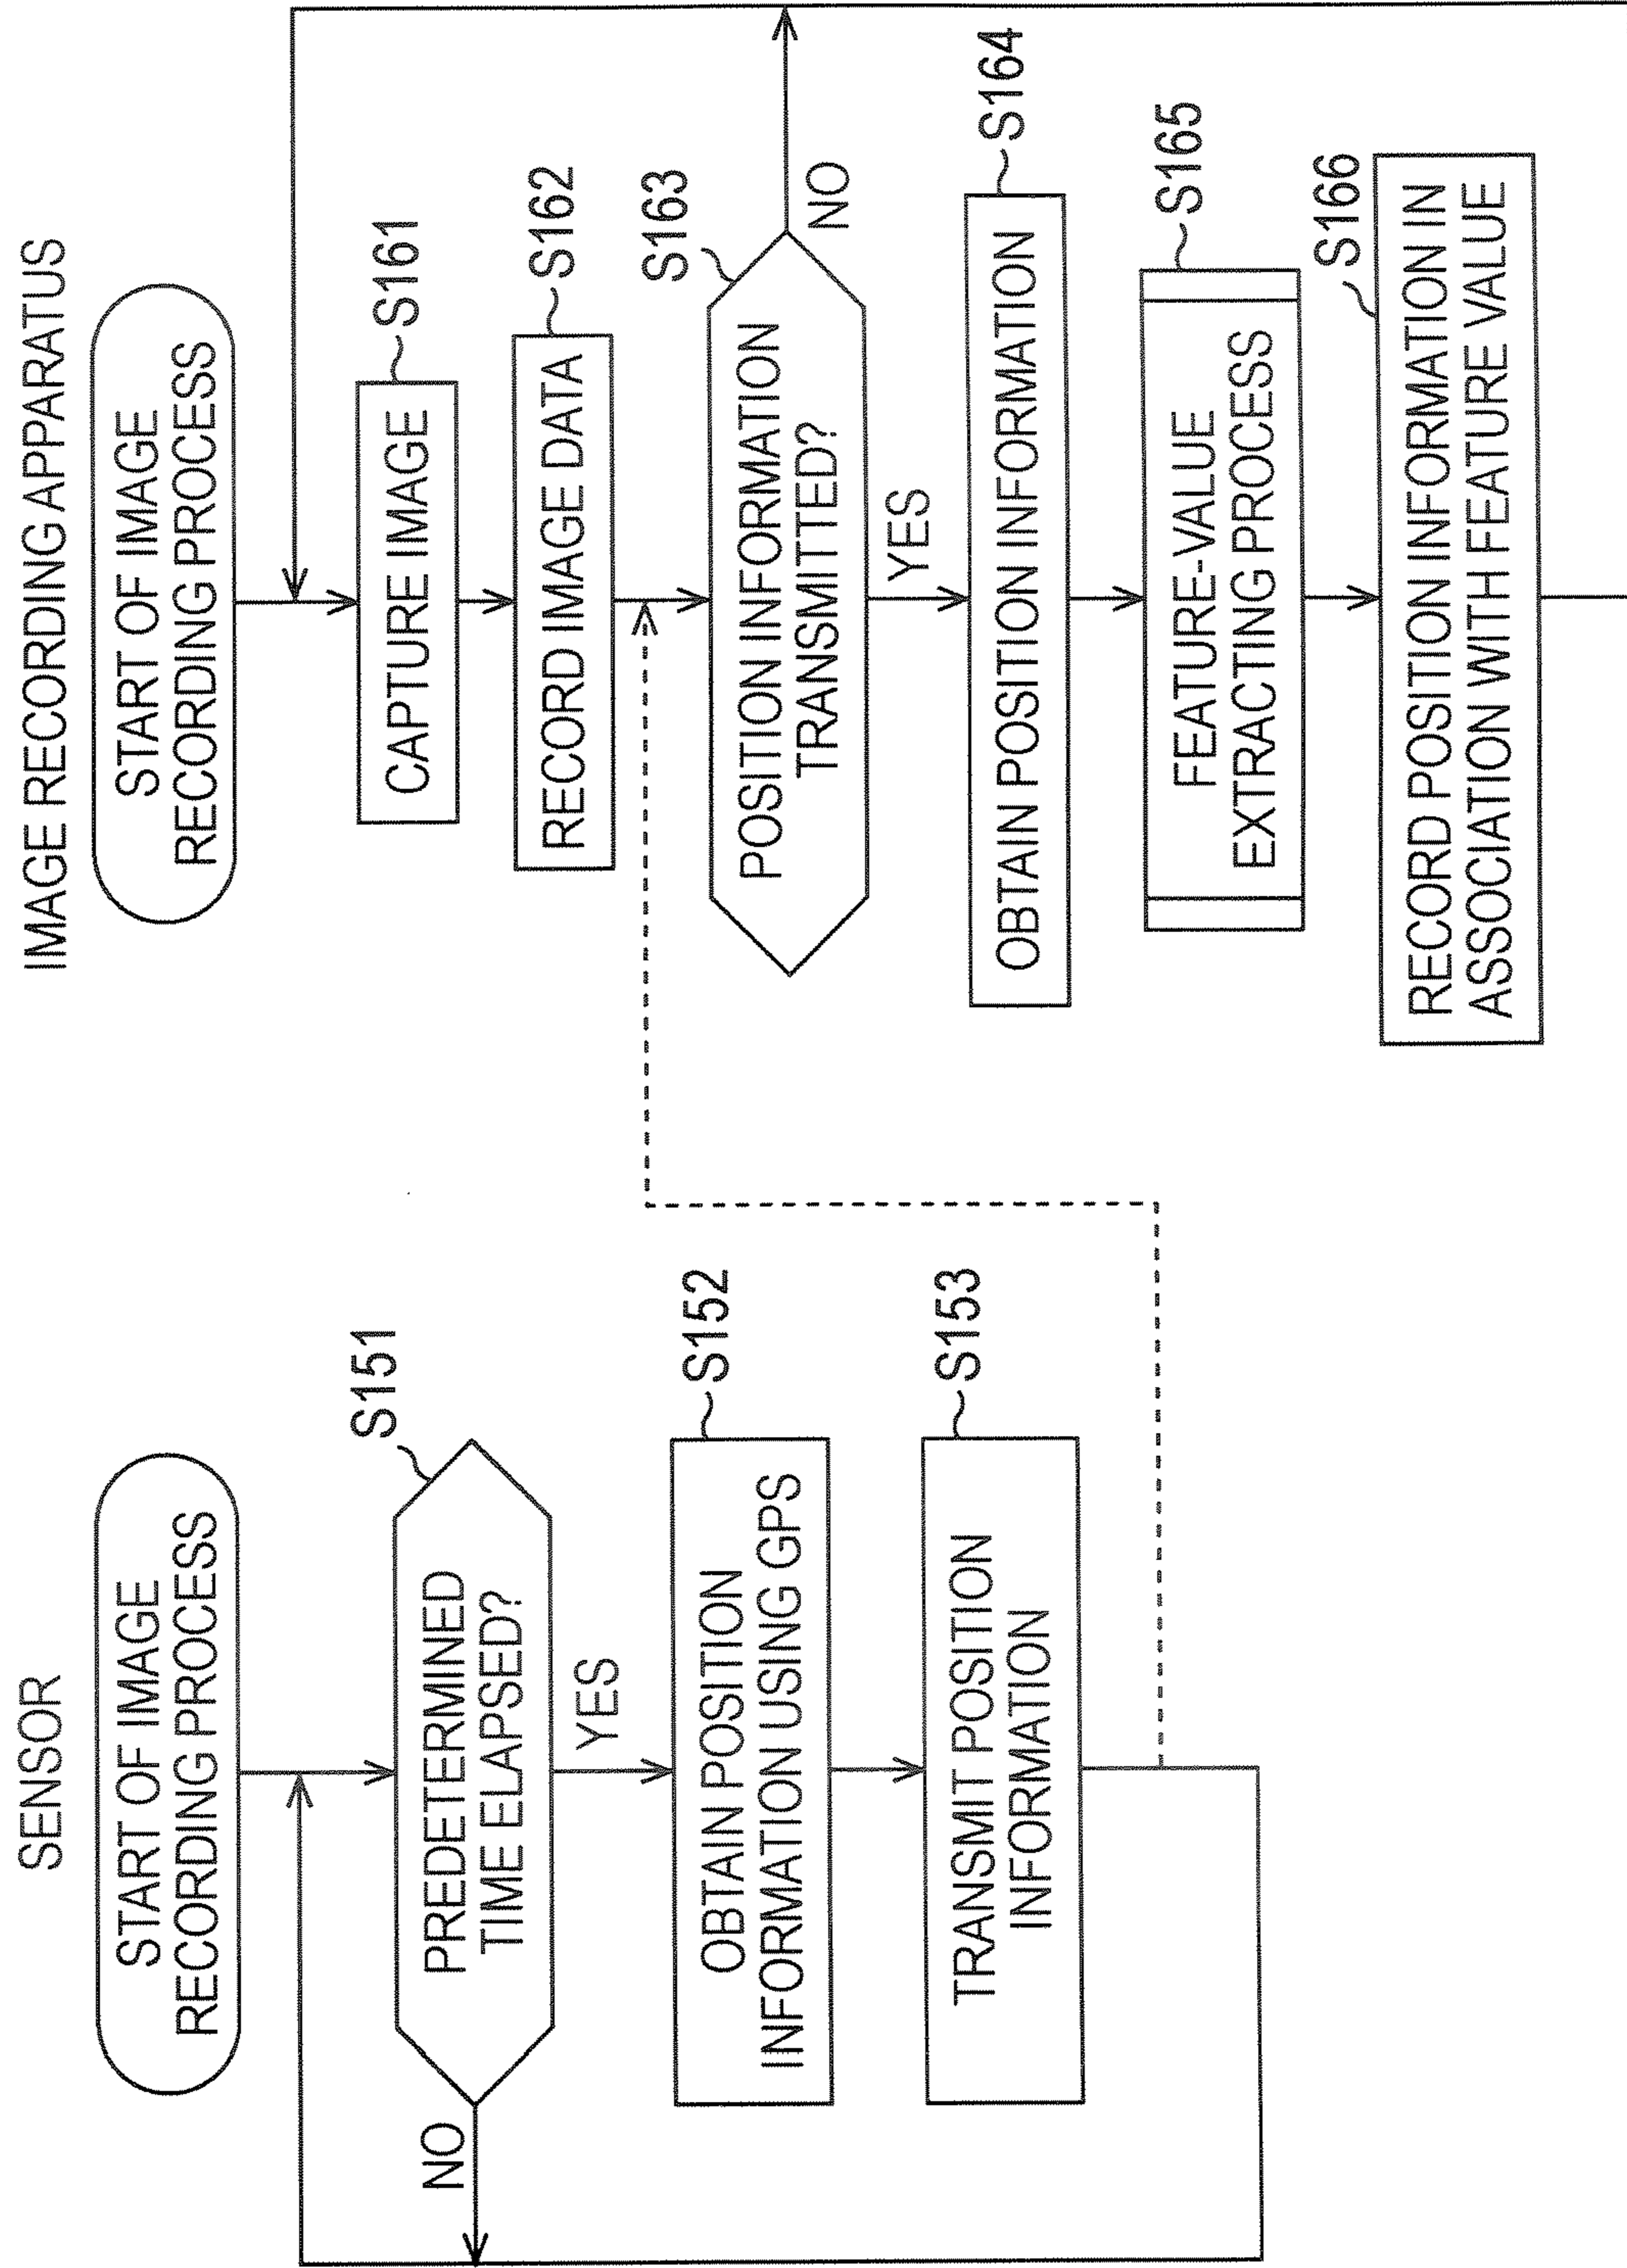 SENSOR
START OF IMAGE
RECORDING PROCESS
S151
PREDETERMINED
TIME ELAPSED?
NO
YES
S152
OBTAIN POSITION
INFORMATION USING GPS
S153
TRANSMIT POSITION
INFORMATION
IMAGE RECORDING APPARATUS
START OF IMAGE
RECORDING PROCESS
S161
CAPTURE IMAGE
S162
RECORD IMAGE DATA
S163
POSITION INFORMATION
TRANSMITTED?
NO
YES
S164
OBTAIN POSITION INFORMATION
S165
FEATURE-VALUE
EXTRACTING PROCESS
S166
RECORD POSITION INFORMATION IN
ASSOCIATION WITH FEATURE VALUE